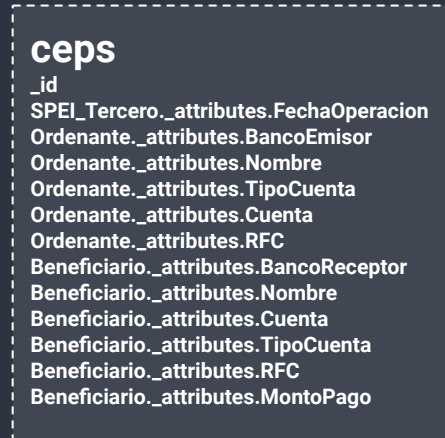 ceps
_id
SPEI_Tercero._attributes.FechaOperacion
Ordenante._attributes.BancoEmisor
Ordenante._attributes.Nombre
Ordenante._attributes.TipoCuenta
Ordenante._attributes.Cuenta
Ordenante._attributes.RFC
Beneficiario._attributes.BancoReceptor
Beneficiario._attributes.Nombre
Beneficiario._attributes.Cuenta
Beneficiario._attributes.TipoCuenta
Beneficiario._attributes.RFC
Beneficiario._attributes.MontoPago